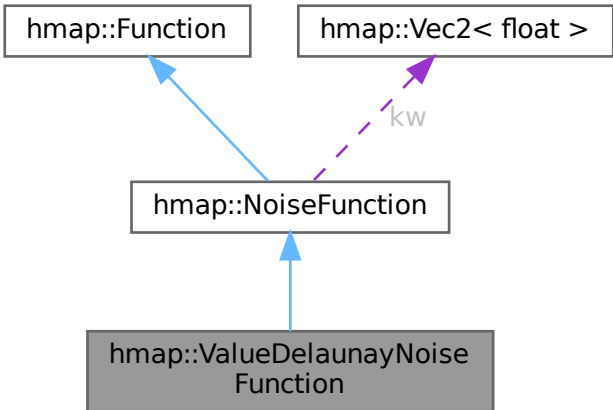 hmap::Function
hmap::Vec2< float >
kw
hmap::NoiseFunction
hmap::ValueDelaunayNoise
Function